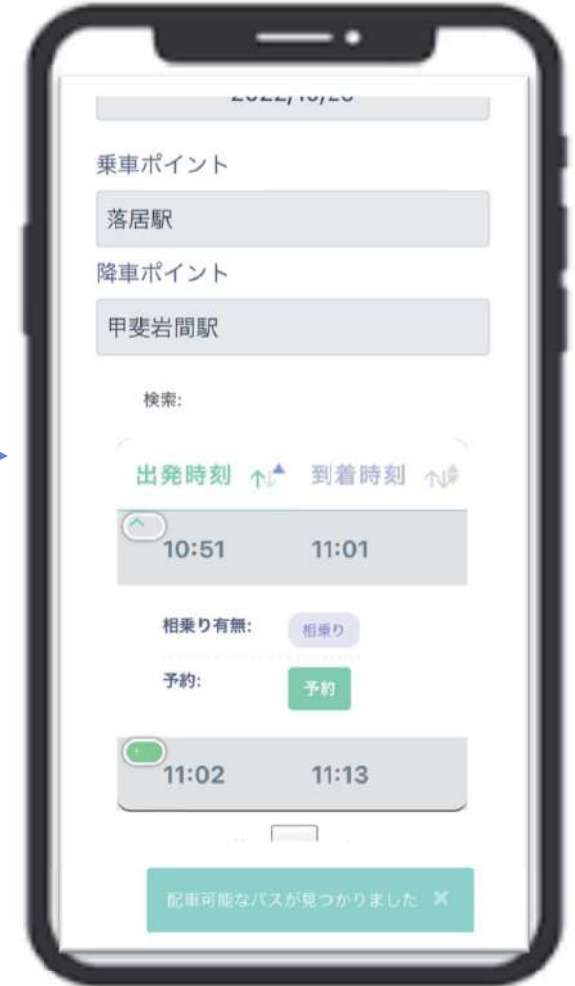 乗車ポイント
落居駅
降車ポイント
甲斐岩間駅
検索:
出発時刻 ↑↓ 到着時刻 ↑↓
10:51 11:01
相乗り有無: 相乗り
予約: 予約
11:02 11:13
配車可能なバスが見つかりました ×